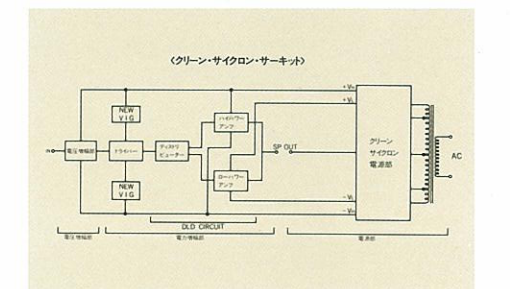 〈クリーン・サイクロン・サーキット〉
+ VH
+ VL
NEW
VIG
ハイパワー
アンプ
電圧増幅部
ドライバー
ディストリ
ビューター
SP OUT
クリーン
サイクロン
電源部
AC
NEW
VIG
ローパワー
アンプ
- VL
- VH
DLD CIRCUIT
電圧増幅部
電力増幅部
電源部